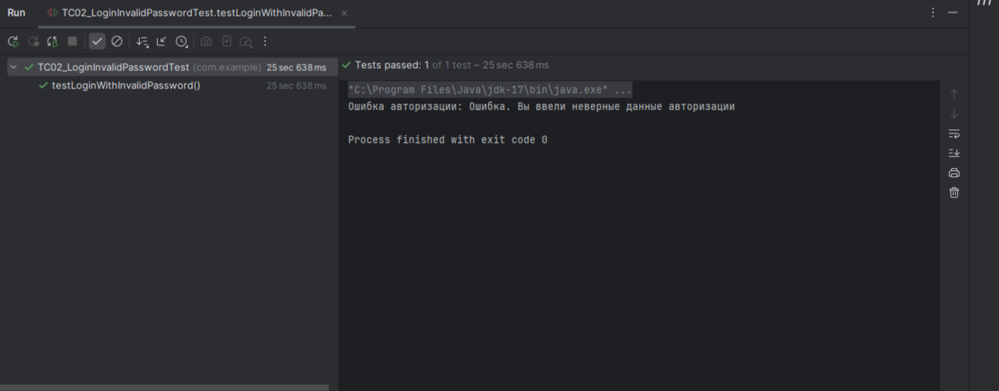 Run TC02_LoginInvalidPasswordTest.testLoginWithInvalidPa...
TC02_LoginInvalidPasswordTest (com.example) 25 sec 638 ms
testLoginWithInvalidPassword() 25 sec 638 ms
Tests passed: 1 of 1 test – 25 sec 638 ms
"C:\Program Files\Java\jdk-17\bin\java.exe" ...
Ошибка авторизации: Ошибка. Вы ввели неверные данные авторизации
Process finished with exit code 0